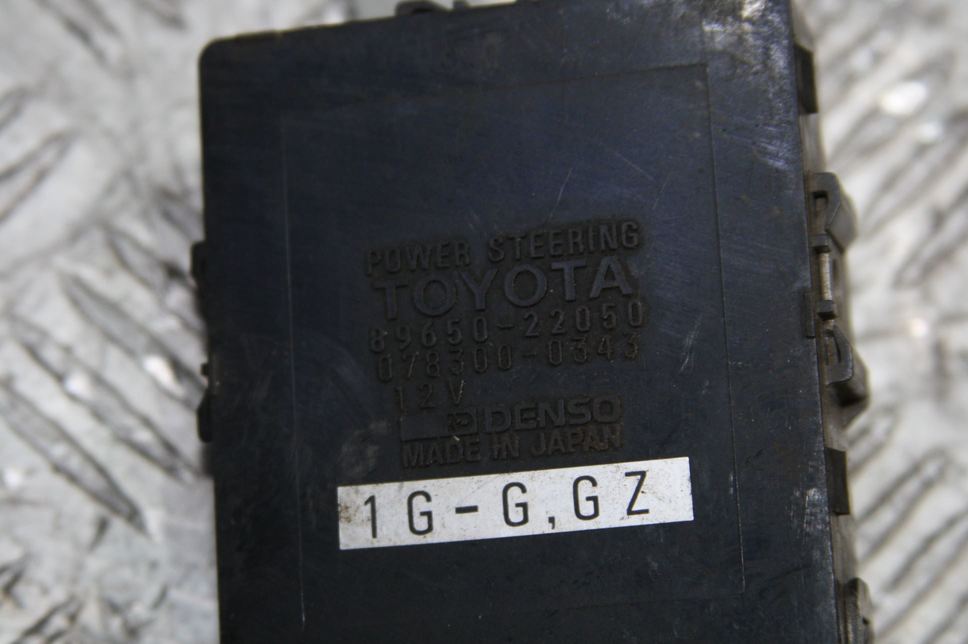 POWER STEERING
TOYOTA
89650-22050
078300-0343
12V
DENSO
MADE IN JAPAN
1G-G,GZ